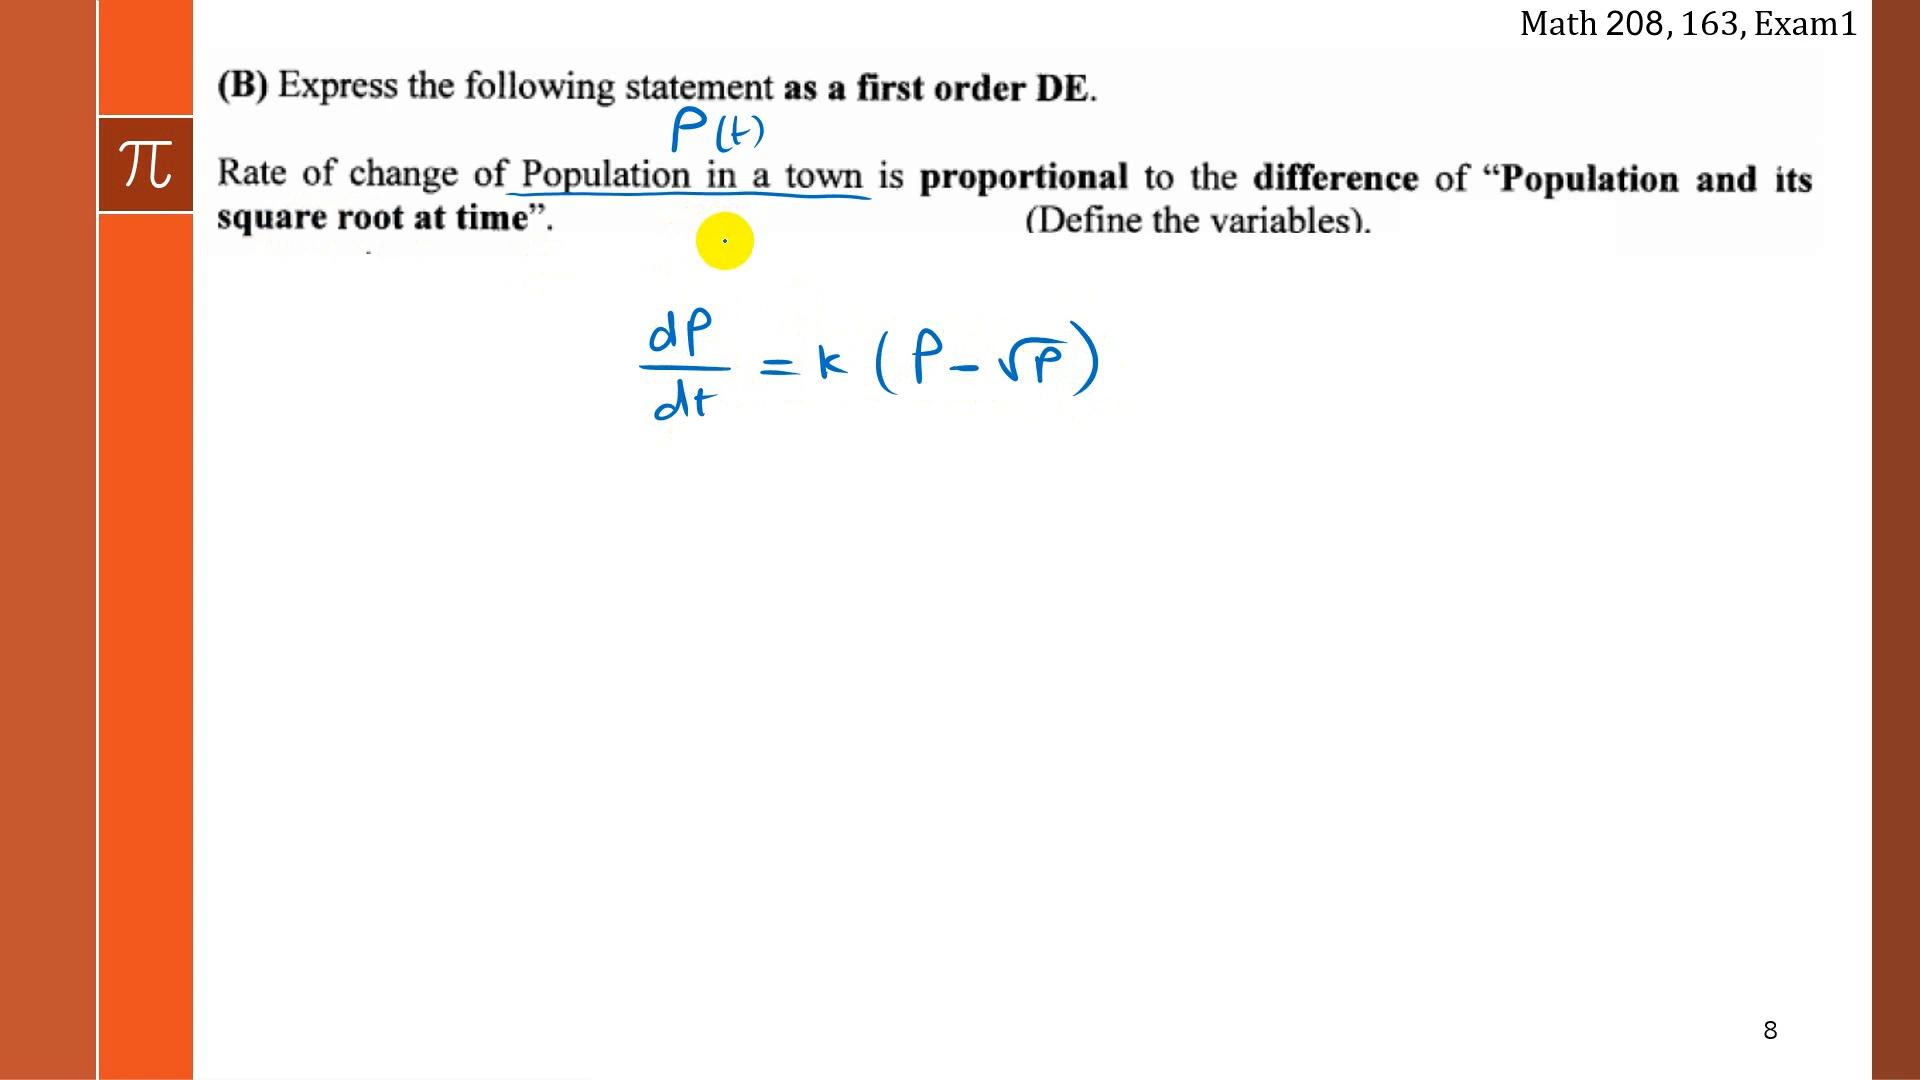 Math 208, 163, Exam1
(B) Express the following statement as a first order DE.
P(t)
π
Rate of change of Population in a town is proportional to the difference of “Population and its
square root at time”. (Define the variables).
dP/dt = k (P - √P)
8